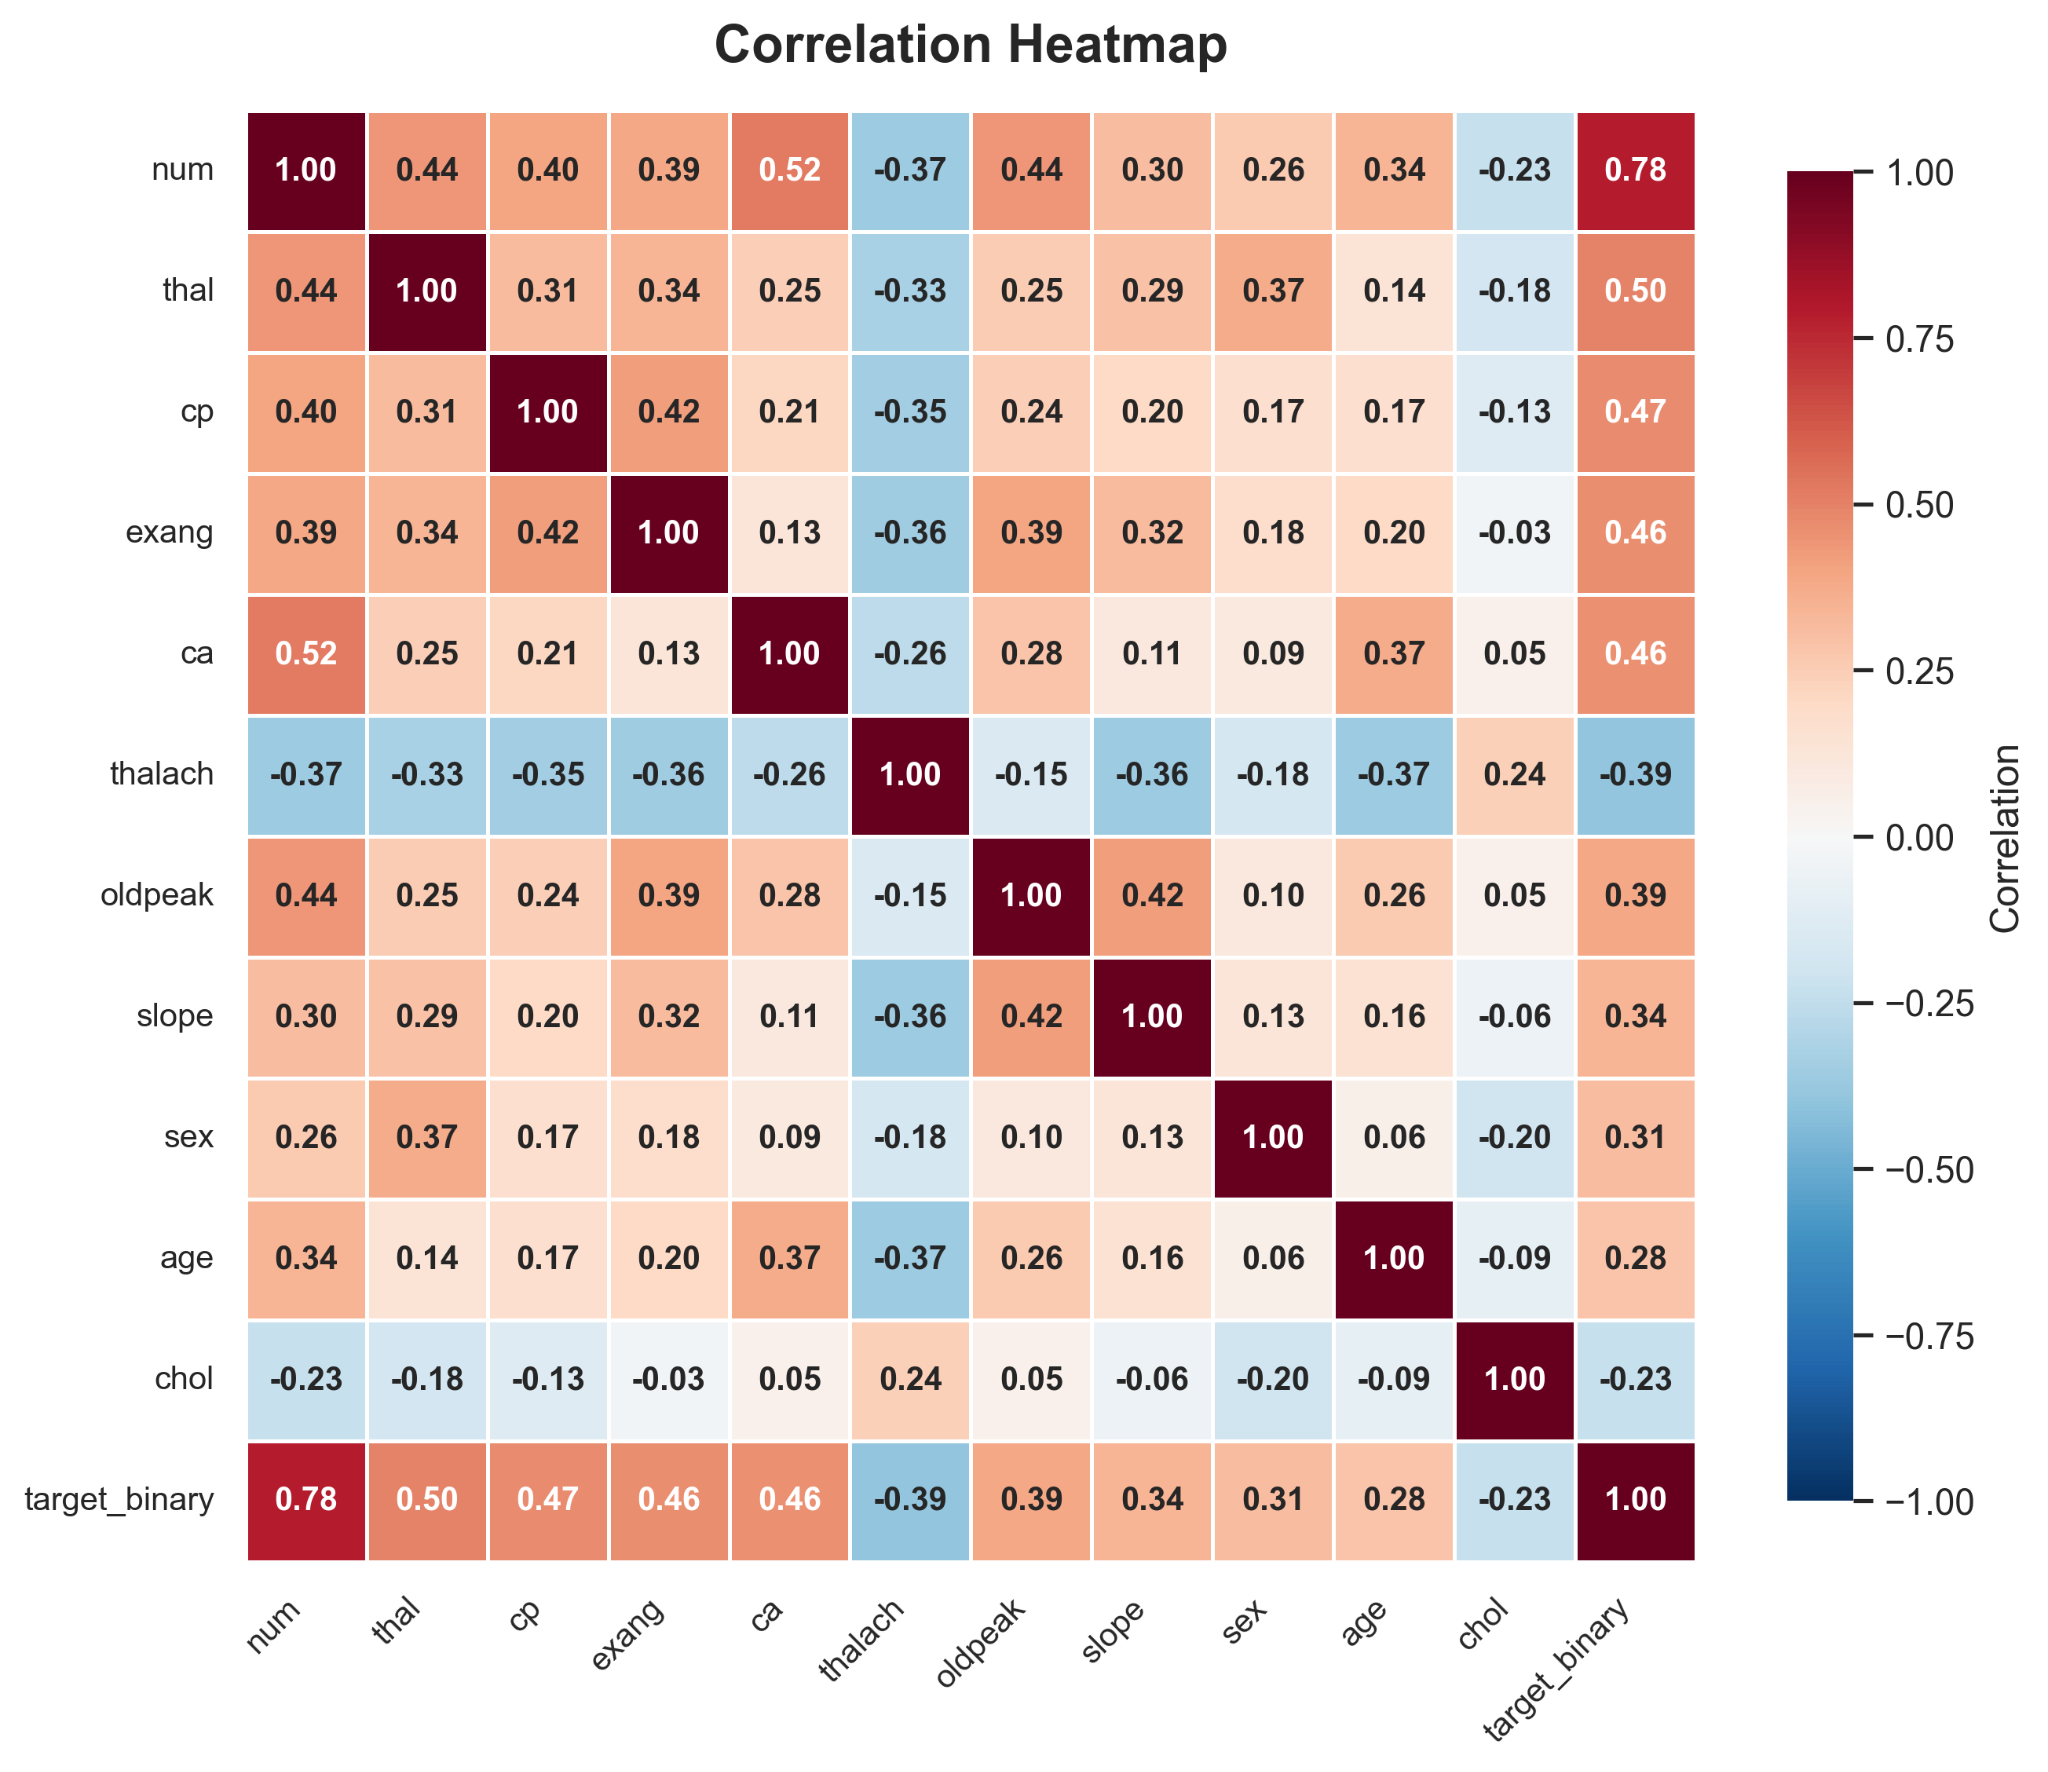 Correlation Heatmap
num 1.00 0.44 0.40 0.39 0.52 -0.37 0.44 0.30 0.26 0.34 -0.23 0.78
thal 0.44 1.00 0.31 0.34 0.25 -0.33 0.25 0.29 0.37 0.14 -0.18 0.50
cp 0.40 0.31 1.00 0.42 0.21 -0.35 0.24 0.20 0.17 0.17 -0.13 0.47
exang 0.39 0.34 0.42 1.00 0.13 -0.36 0.39 0.32 0.18 0.20 -0.03 0.46
ca 0.52 0.25 0.21 0.13 1.00 -0.26 0.28 0.11 0.09 0.37 0.05 0.46
thalach -0.37 -0.33 -0.35 -0.36 -0.26 1.00 -0.15 -0.36 -0.18 -0.37 0.24 -0.39
oldpeak 0.44 0.25 0.24 0.39 0.28 -0.15 1.00 0.42 0.10 0.26 0.05 0.39
slope 0.30 0.29 0.20 0.32 0.11 -0.36 0.42 1.00 0.13 0.16 -0.06 0.34
sex 0.26 0.37 0.17 0.18 0.09 -0.18 0.10 0.13 1.00 0.06 -0.20 0.31
age 0.34 0.14 0.17 0.20 0.37 -0.37 0.26 0.16 0.06 1.00 -0.09 0.28
chol -0.23 -0.18 -0.13 -0.03 0.05 0.24 0.05 -0.06 -0.20 -0.09 1.00 -0.23
target_binary 0.78 0.50 0.47 0.46 0.46 -0.39 0.39 0.34 0.31 0.28 -0.23 1.00
num thal cp exang ca thalach oldpeak slope sex age chol target_binary
1.00
0.75
0.50
0.25
0.00
−0.25
−0.50
−0.75
−1.00
Correlation